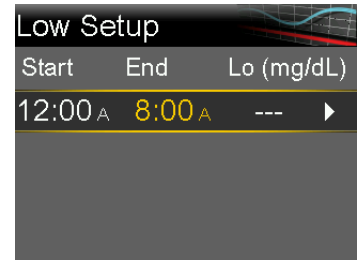 Low Setup
Start End Lo (mg/dL)
12:00 A 8:00 A ---